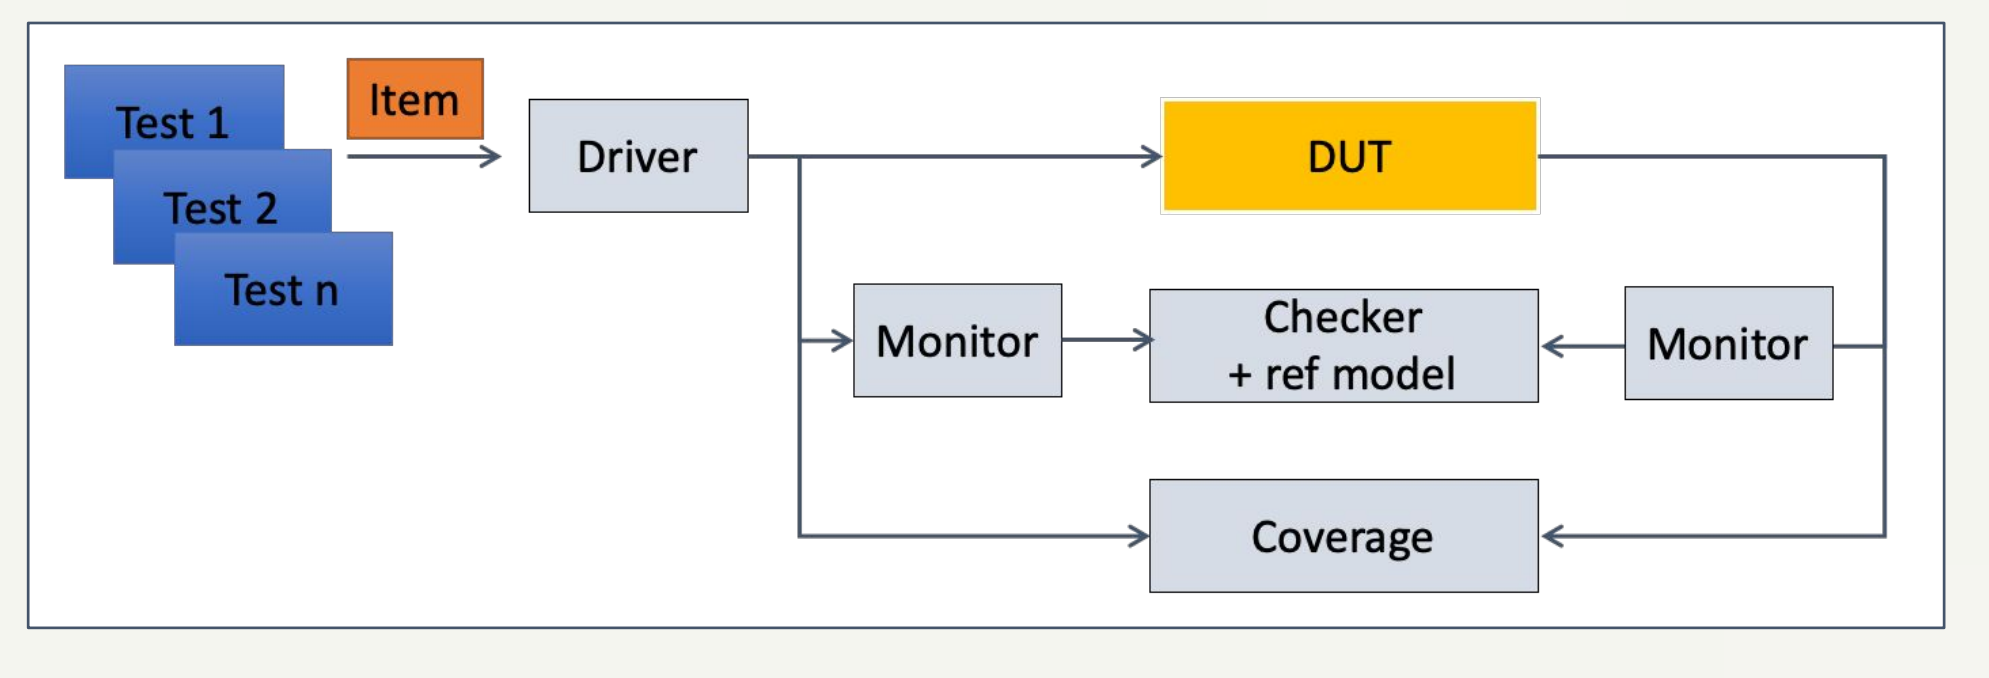 Test 1
Test 2
Test n
Item
Driver
DUT
Monitor
Checker
+ ref model
Monitor
Coverage